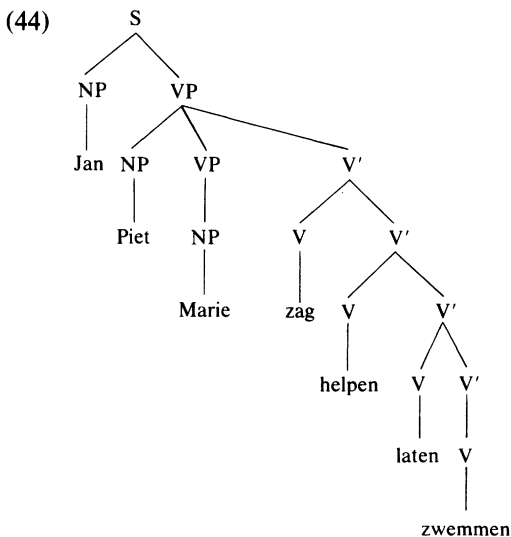 (44) S
NP VP
Jan NP VP V′
Piet NP V V′
Marie zag V V′
helpen V V′
laten V
zwemmen